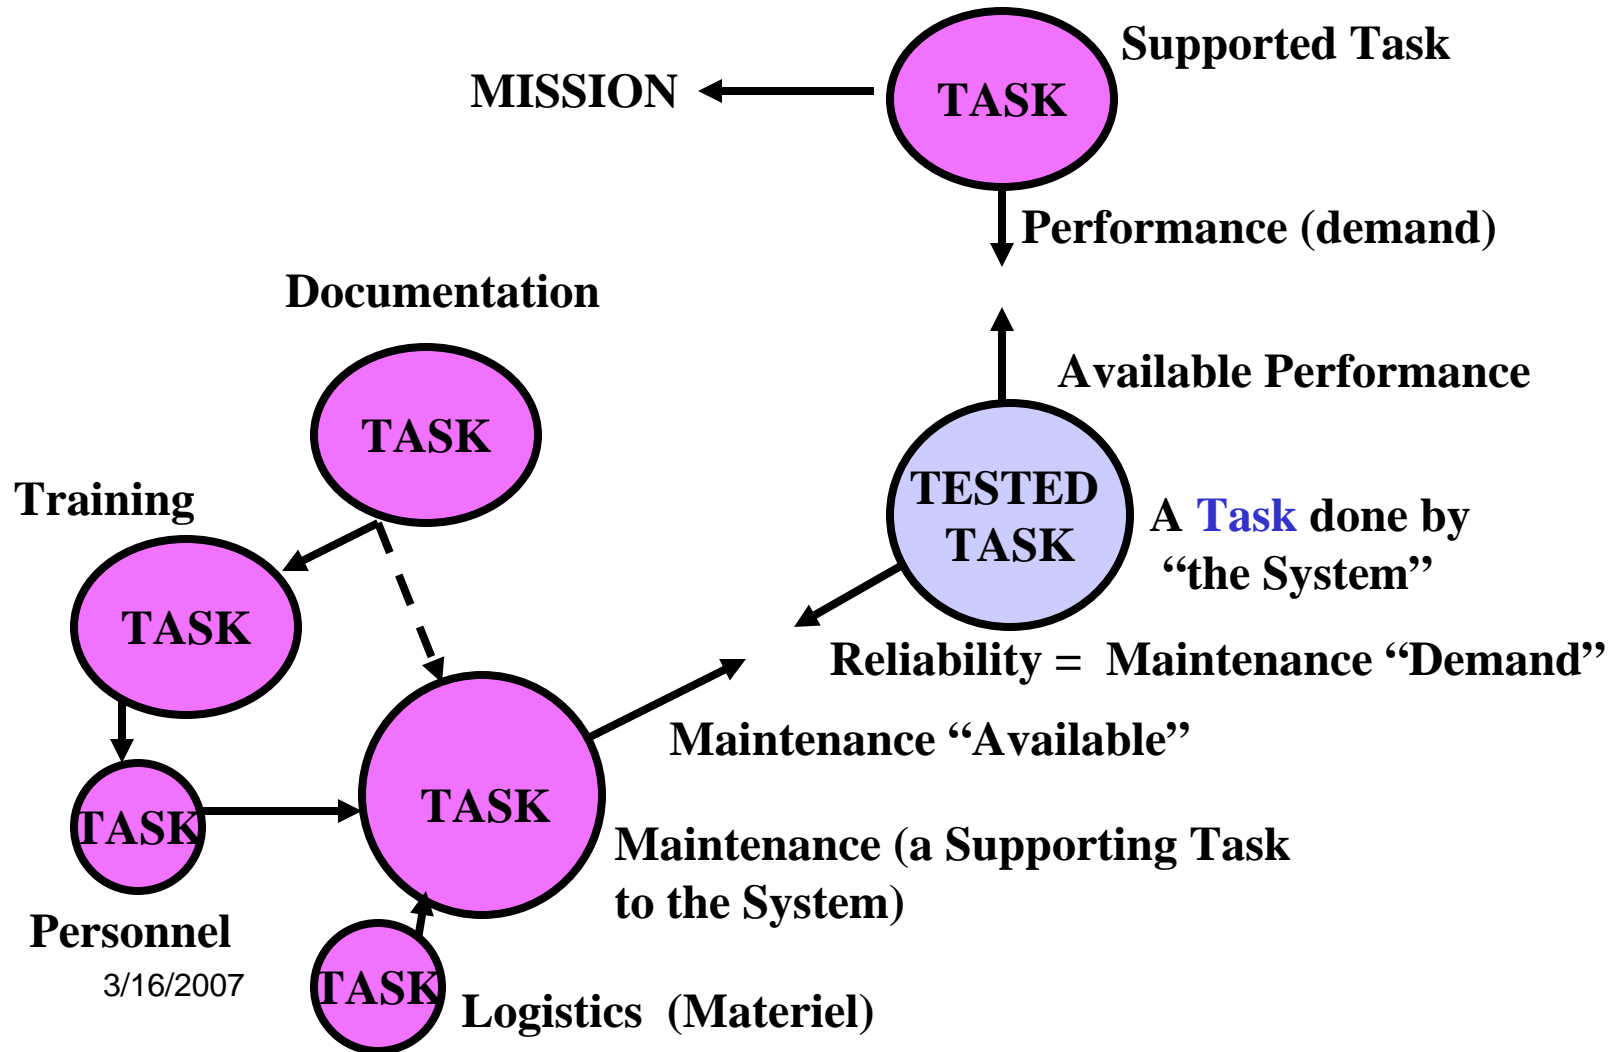 Supported Task
MISSION
TASK
Performance (demand)
Documentation
Available Performance
TASK
Training
TESTED
TASK
A Task done by
“the System”
TASK
Reliability = Maintenance “Demand”
Maintenance “Available”
TASK
TASK
Maintenance (a Supporting Task
to the System)
Personnel
3/16/2007
TASK
Logistics (Materiel)